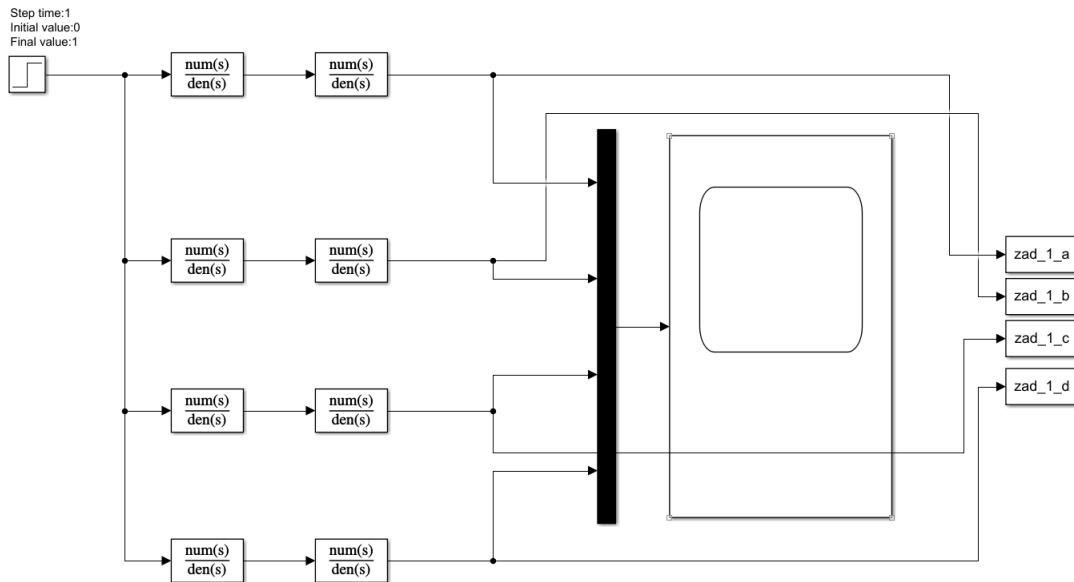 Step time:1
Initial value:0
Final value:1
num(s)
den(s)
num(s)
den(s)
num(s)
den(s)
num(s)
den(s)
zad_1_a
zad_1_b
zad_1_c
zad_1_d
num(s)
den(s)
num(s)
den(s)
num(s)
den(s)
num(s)
den(s)